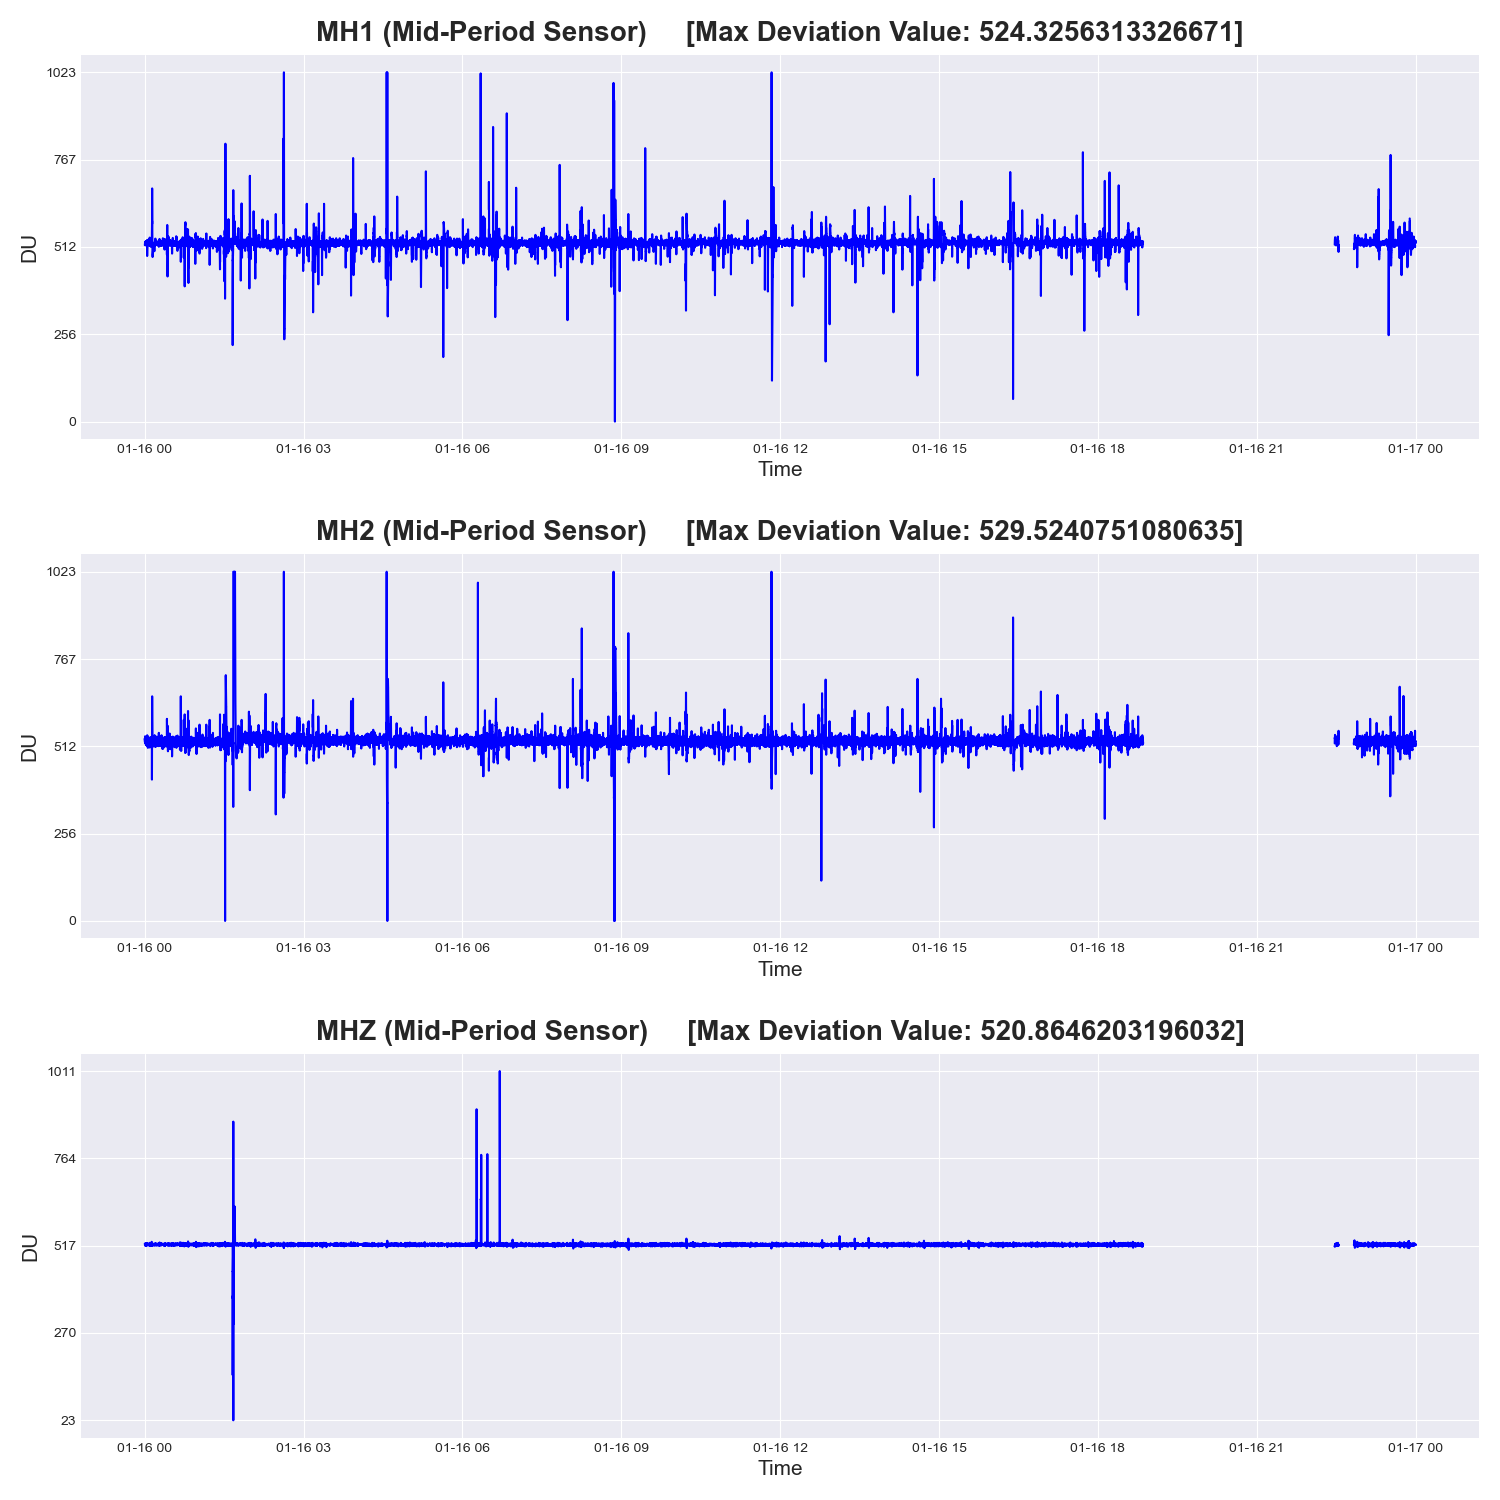 MH1 (Mid-Period Sensor) [Max Deviation Value: 524.3256313326671]
1023
767
512
256
0
DU
01-16 00 01-16 03 01-16 06 01-16 09 01-16 12 01-16 15 01-16 18 01-16 21 01-17 00
Time
MH2 (Mid-Period Sensor) [Max Deviation Value: 529.5240751080635]
1023
767
512
256
0
DU
01-16 00 01-16 03 01-16 06 01-16 09 01-16 12 01-16 15 01-16 18 01-16 21 01-17 00
Time
MHZ (Mid-Period Sensor) [Max Deviation Value: 520.8646203196032]
1011
764
517
270
23
DU
01-16 00 01-16 03 01-16 06 01-16 09 01-16 12 01-16 15 01-16 18 01-16 21 01-17 00
Time